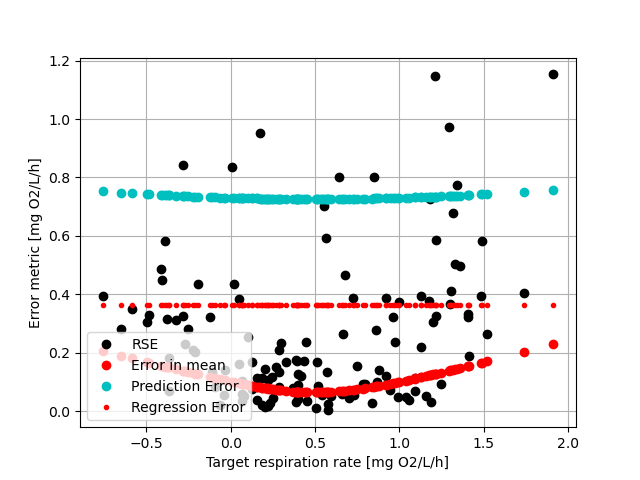 1.2
1.0
0.8
0.6
0.4
0.2
0.0
Error metric [mg O2/L/h]
RSE
Error in mean
Prediction Error
Regression Error
−0.5 0.0 0.5 1.0 1.5 2.0
Target respiration rate [mg O2/L/h]